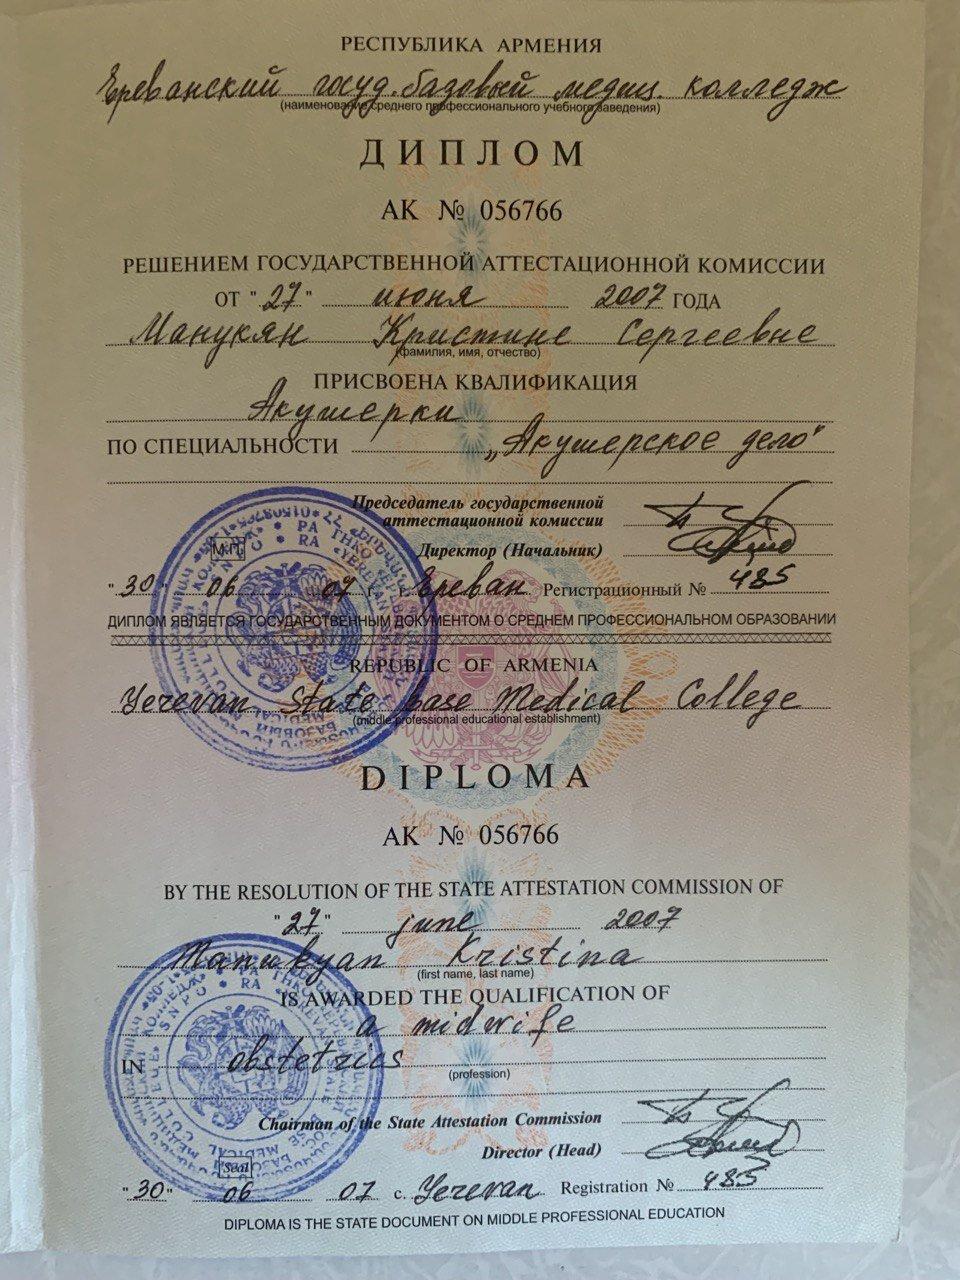 РЕСПУБЛИКА АРМЕНИЯ
Ереванский госуд. базовый медиц. колледж
(наименование среднего профессионального учебного заведения)
ДИПЛОМ
АК № 056766
РЕШЕНИЕМ ГОСУДАРСТВЕННОЙ АТТЕСТАЦИОННОЙ КОМИССИИ
ОТ "27" июня 2007 ГОДА
Манукян Кристине Сергеевне
(фамилия, имя, отчество)
ПРИСВОЕНА КВАЛИФИКАЦИЯ
Акушерки
ПО СПЕЦИАЛЬНОСТИ „Акушерское дело"
Председатель государственной
аттестационной комиссии
М.П.
Директор (Начальник)
"30" 06 07 г. г. Ереван Регистрационный № 485
ДИПЛОМ ЯВЛЯЕТСЯ ГОСУДАРСТВЕННЫМ ДОКУМЕНТОМ О СРЕДНЕМ ПРОФЕССИОНАЛЬНОМ ОБРАЗОВАНИИ
REPUBLIC OF ARMENIA
Yerevan State base Medical College
(middle professional educational establishment)
DIPLOMA
AK № 056766
BY THE RESOLUTION OF THE STATE ATTESTATION COMMISSION OF
"27" june 2007
Manukyan Kristina
(first name, last name)
IS AWARDED THE QUALIFICATION OF
a midwife
IN obstetrics
(profession)
Chairman of the State Attestation Commission
Director (Head)
Seal
"30" 06 07 c. Yerevan Registration № 485
DIPLOMA IS THE STATE DOCUMENT ON MIDDLE PROFESSIONAL EDUCATION